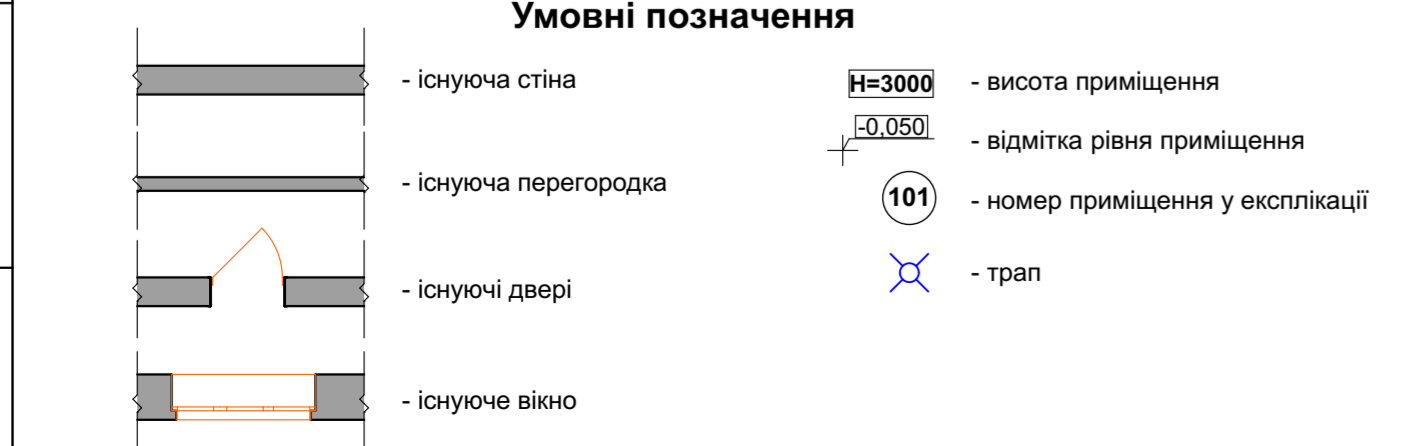 Умовні позначення
- існуюча стіна
- існуюча перегородка
- існуючі двері
- існуюче вікно
H=3000 - висота приміщення
-0,050 - відмітка рівня приміщення
101 - номер приміщення у експлікації
- трап